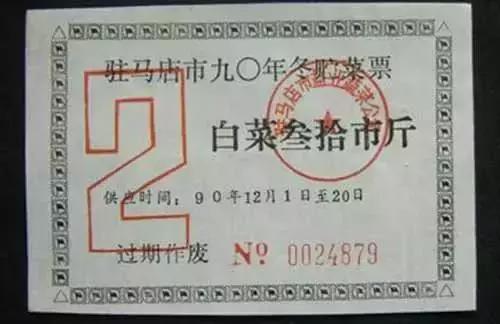 驻马店市九〇年冬贮菜票
2
白菜叁拾市斤
供应时间：90年12月1日至20日
过期作废 № 0024879